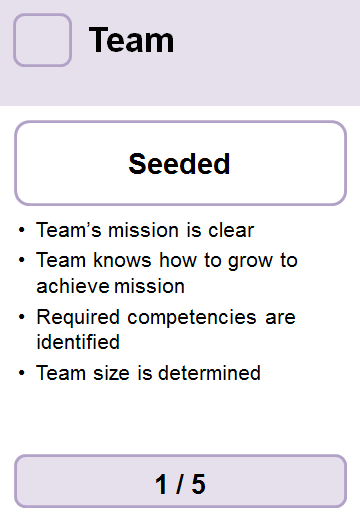 Team
Seeded
• Team’s mission is clear
• Team knows how to grow to
achieve mission
• Required competencies are
identified
• Team size is determined
1 / 5